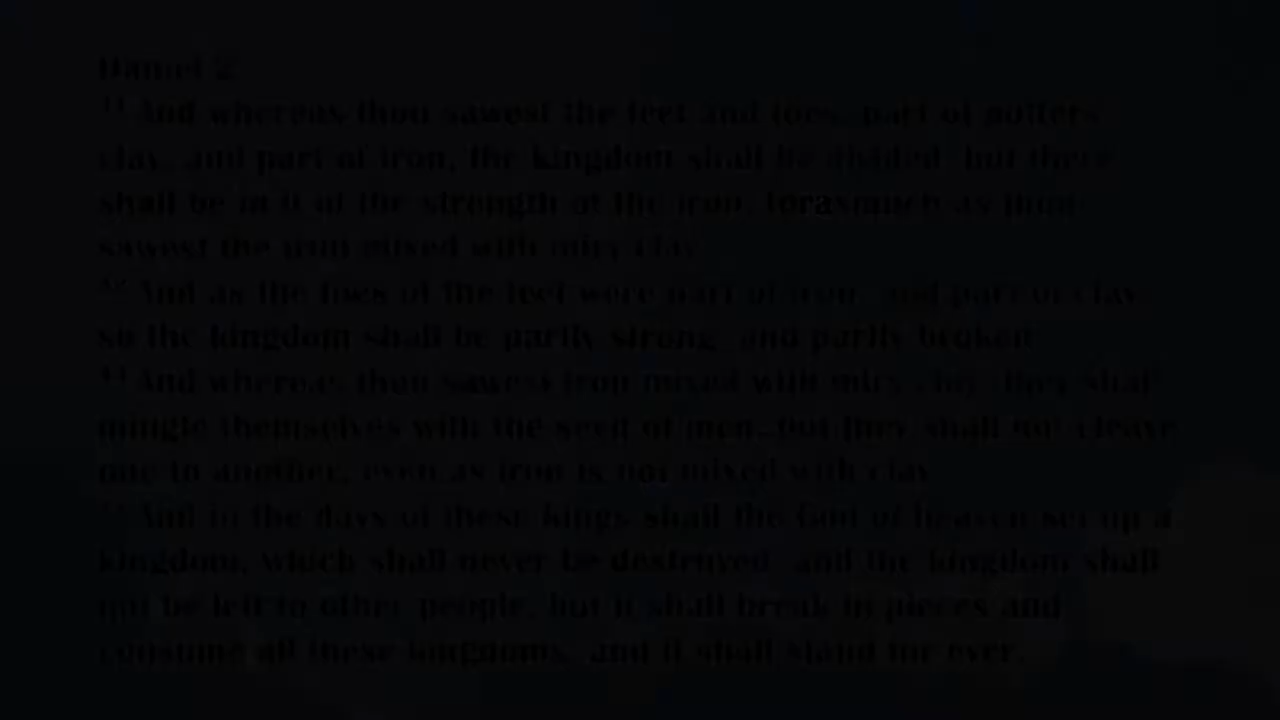 Daniel 2
41 And whereas thou sawest the feet and toes, part of potters
clay, and part of iron, the kingdom shall be divided; but there
shall be in it of the strength of the iron, forasmuch as thou
sawest the iron mixed with miry clay.
42 And as the toes of the feet were part of iron, and part of clay,
so the kingdom shall be partly strong, and partly broken.
43 And whereas thou sawest iron mixed with miry clay, they shall
mingle themselves with the seed of men: but they shall not cleave
one to another, even as iron is not mixed with clay.
44 And in the days of these kings shall the God of heaven set up a
kingdom, which shall never be destroyed: and the kingdom shall
not be left to other people, but it shall break in pieces and
consume all these kingdoms, and it shall stand for ever.